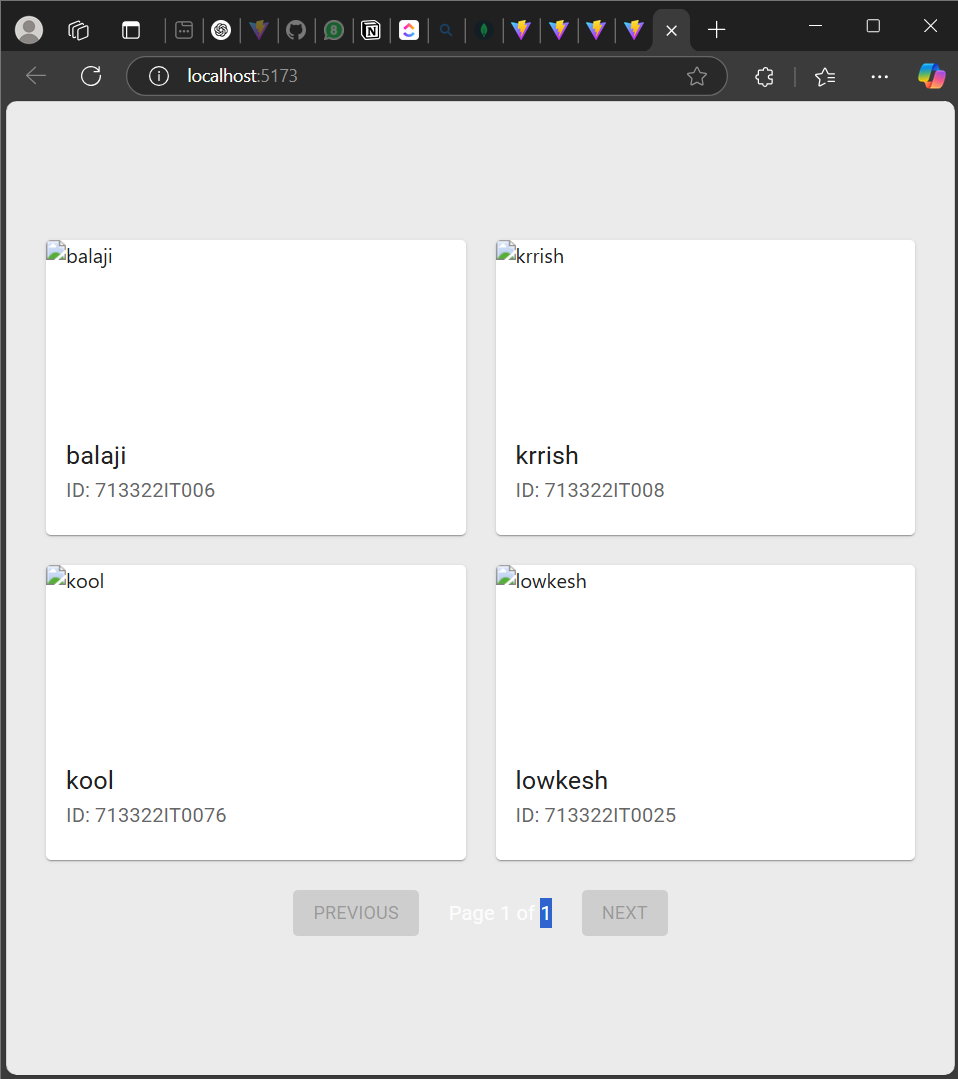 8
localhost:5173
balaji
krrish
balaji
krrish
ID: 713322IT006
ID: 713322IT008
kool
lowkesh
kool
lowkesh
ID: 713322IT0076
ID: 713322IT0025
PREVIOUS
Page 1 of 1
NEXT